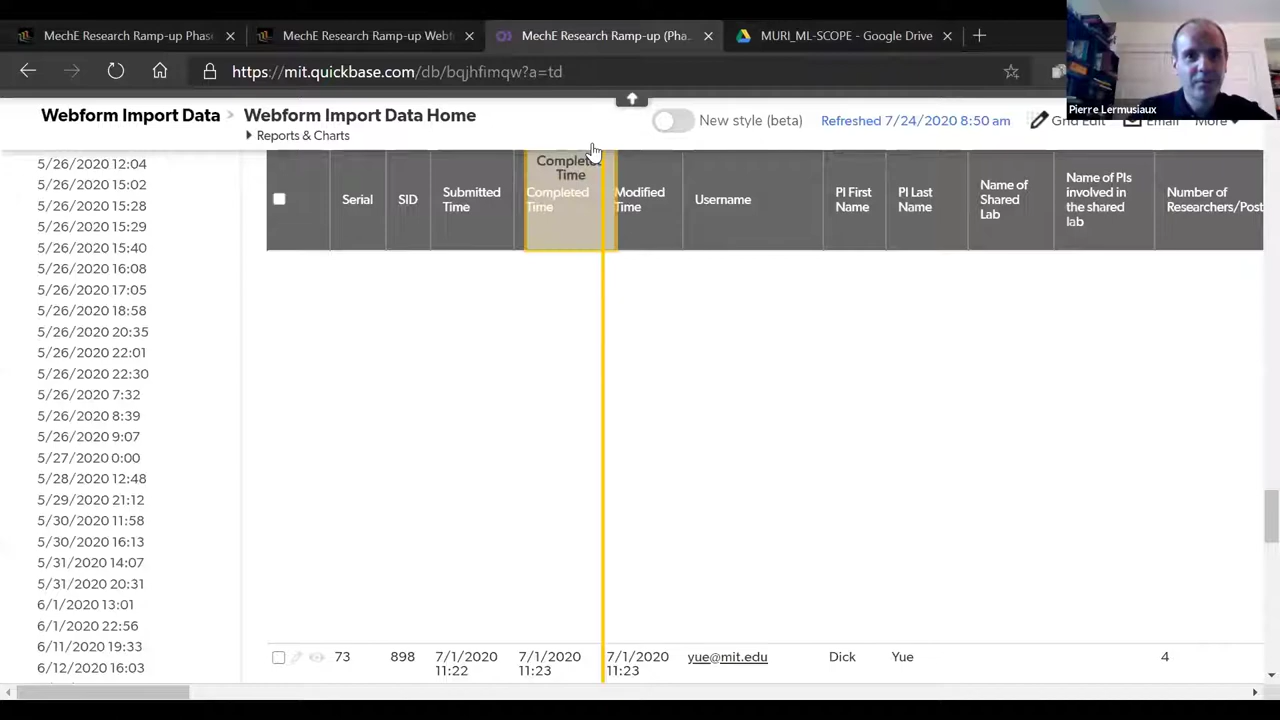 MechE Research Ramp-up Phase
MechE Research Ramp-up Webf
MechE Research Ramp-up (Pha
MURI_ML-SCOPE - Google Drive
https://mit.quickbase.com/db/bqjhfimqw?a=td
Pierre Lermusiaux
Webform Import Data
Webform Import Data Home
Reports & Charts
New style (beta)
Refreshed 7/24/2020 8:50 am
Grid Edit
Email
More
5/26/2020 12:04
5/26/2020 15:02
5/26/2020 15:28
5/26/2020 15:29
5/26/2020 15:40
5/26/2020 16:08
5/26/2020 17:05
5/26/2020 18:58
5/26/2020 20:35
5/26/2020 22:01
5/26/2020 22:30
5/26/2020 7:32
5/26/2020 8:39
5/26/2020 9:07
5/27/2020 0:00
5/28/2020 12:48
5/29/2020 21:12
5/30/2020 11:58
5/30/2020 16:13
5/31/2020 14:07
5/31/2020 20:31
6/1/2020 13:01
6/1/2020 22:56
6/11/2020 19:33
6/12/2020 16:03
Serial
SID
Submitted
Time
Complete
Time
Completed
Time
Modified
Time
Username
PI First
Name
PI Last
Name
Name of
Shared
Lab
Name of PIs
involved in
the shared
lab
Number of
Researchers/Post
73
898
7/1/2020
11:22
7/1/2020
11:23
7/1/2020
11:23
yue@mit.edu
Dick
Yue
4